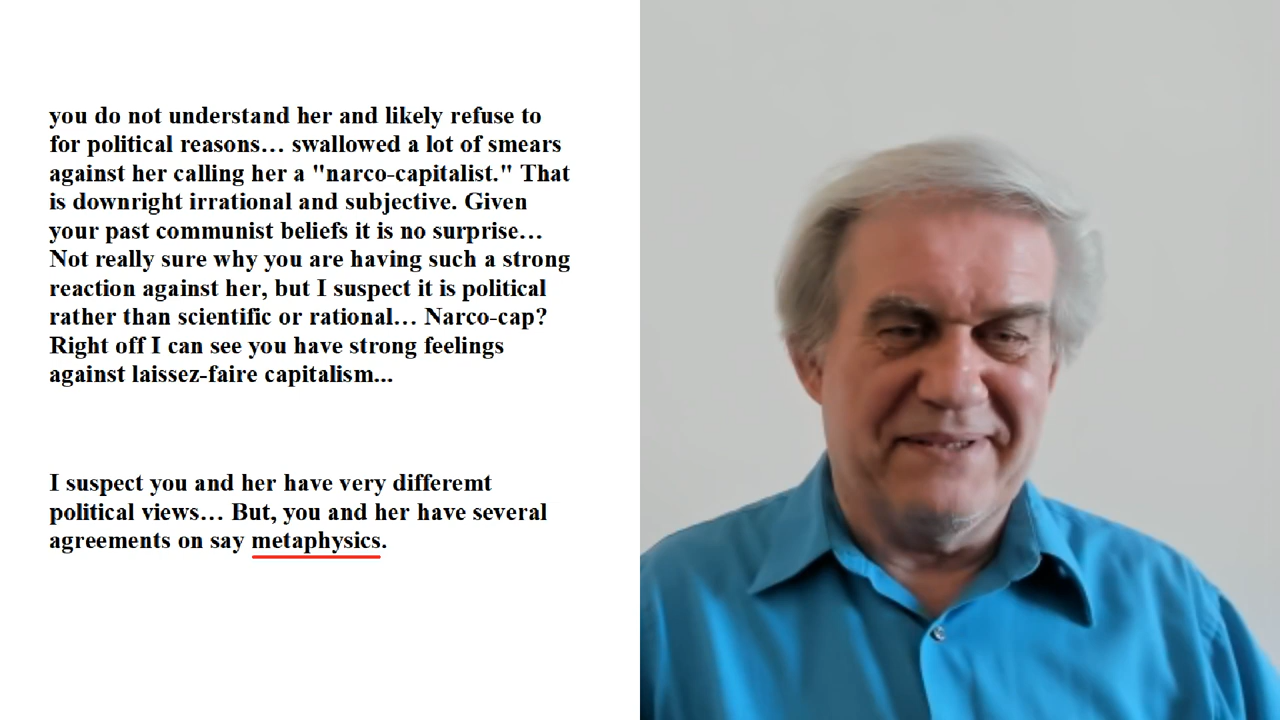 you do not understand her and likely refuse to
for political reasons… swallowed a lot of smears
against her calling her a "narco-capitalist." That
is downright irrational and subjective. Given
your past communist beliefs it is no surprise…
Not really sure why you are having such a strong
reaction against her, but I suspect it is political
rather than scientific or rational… Narco-cap?
Right off I can see you have strong feelings
against laissez-faire capitalism...
I suspect you and her have very differemt
political views… But, you and her have several
agreements on say metaphysics.